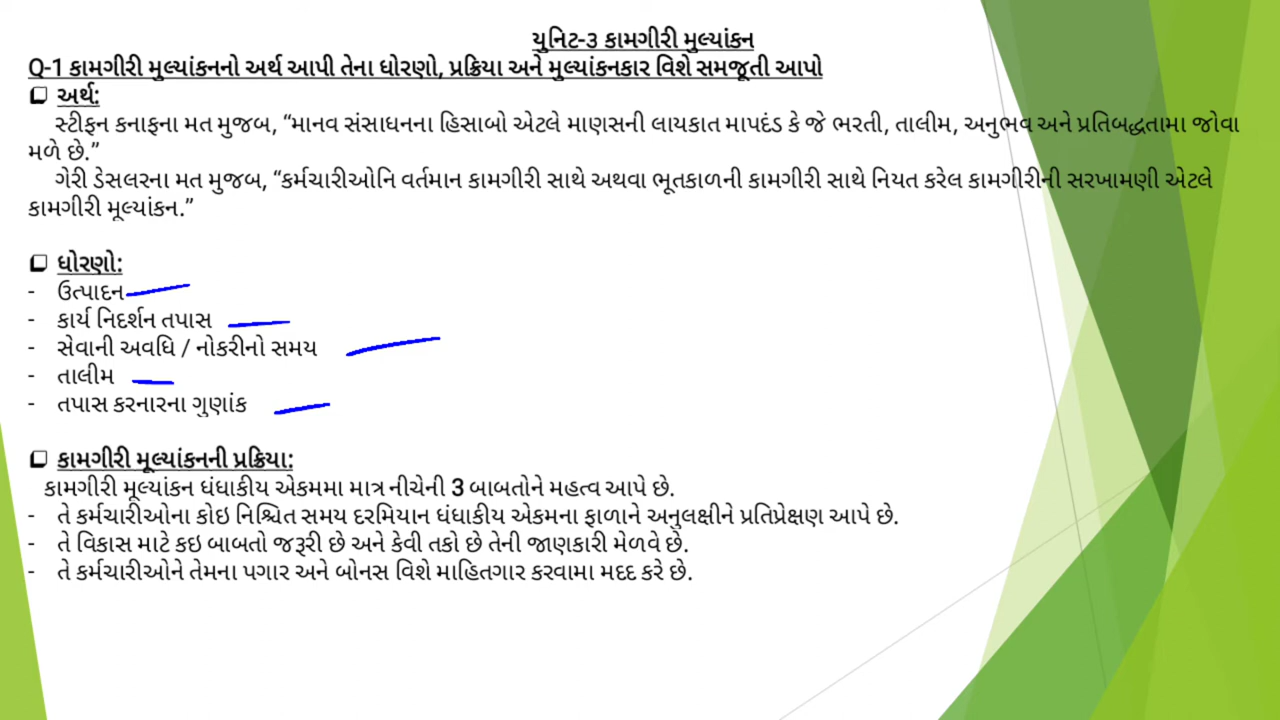 યુનિટ-૩ કામગીરી મુલ્યાંકન
Q-1 કામગીરી મુલ્યાંકનનો અર્થ આપી તેના ધોરણો, પ્રક્રિયા અને મુલ્યાંકનકાર વિશે સમજૂતી આપો
❑ અર્થ:
સ્ટીફન કનાફના મત મુજબ, “માનવ સંસાધનના હિસાબો એટલે માણસની લાયકાત માપદંડ કે જે ભરતી, તાલીમ, અનુભવ અને પ્રતિબદ્ધતામા જોવા
મળે છે.”
ગેરી ડેસલરના મત મુજબ, “કર્મચારીઓનિ વર્તમાન કામગીરી સાથે અથવા ભૂતકાળની કામગીરી સાથે નિયત કરેલ કામગીરીની સરખામણી એટલે
કામગીરી મૂલ્યાંકન.”
❑ ધોરણો:
- ઉત્પાદન
- કાર્ય નિદર્શન તપાસ
- સેવાની અવધિ / નોકરીનો સમય
- તાલીમ
- તપાસ કરનારના ગુણાંક
❑ કામગીરી મૂલ્યાંકનની પ્રક્રિયા:
કામગીરી મૂલ્યાંકન ધંધાકીય એકમમા માત્ર નીચેની 3 બાબતોને મહત્વ આપે છે.
- તે કર્મચારીઓના કોઇ નિશ્ચિત સમય દરમિયાન ધંધાકીય એકમના ફાળાને અનુલક્ષીને પ્રતિપ્રેક્ષણ આપે છે.
- તે વિકાસ માટે કઇ બાબતો જરૂરી છે અને કેવી તકો છે તેની જાણકારી મેળવે છે.
- તે કર્મચારીઓને તેમના પગાર અને બોનસ વિશે માહિતગાર કરવામા મદદ કરે છે.